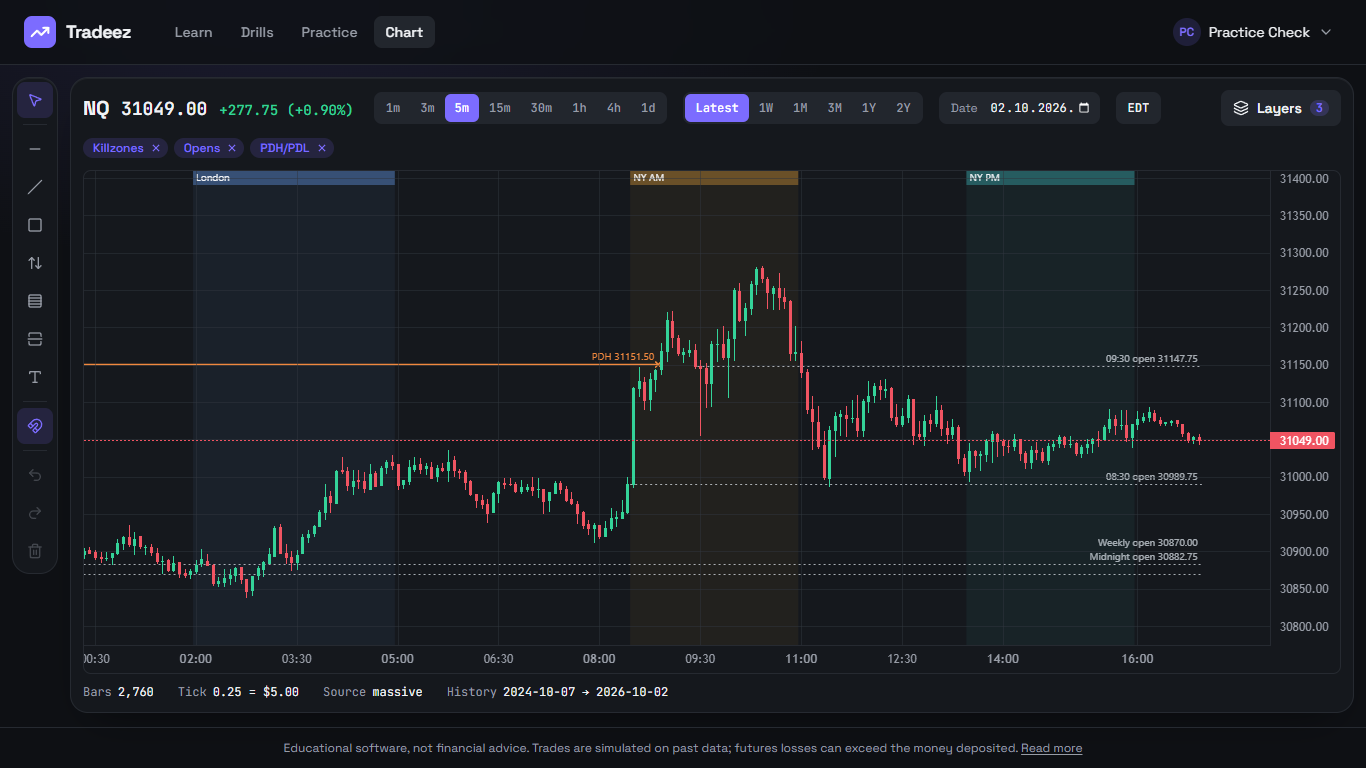 Tradeez Learn Drills Practice Chart PC Practice Check
NQ 31049.00 +277.75 (+0.90%) 1m 3m 5m 15m 30m 1h 4h 1d Latest 1W 1M 3M 1Y 2Y Date 02.10.2026. EDT Layers 3
Killzones × Opens × PDH/PDL ×
London NY AM NY PM
31400.00
31350.00
31300.00
31250.00
31200.00
PDH 31151.50
09:30 open 31147.75
31150.00
31100.00
31049.00
08:30 open 30989.75
31000.00
30950.00
Weekly open 30870.00
30900.00
Midnight open 30882.75
30850.00
30800.00
00:30 02:00 03:30 05:00 06:30 08:00 09:30 11:00 12:30 14:00 16:00
Bars 2,760 Tick 0.25 = $5.00 Source massive History 2024-10-07 → 2026-10-02
Educational software, not financial advice. Trades are simulated on past data; futures losses can exceed the money deposited. Read more